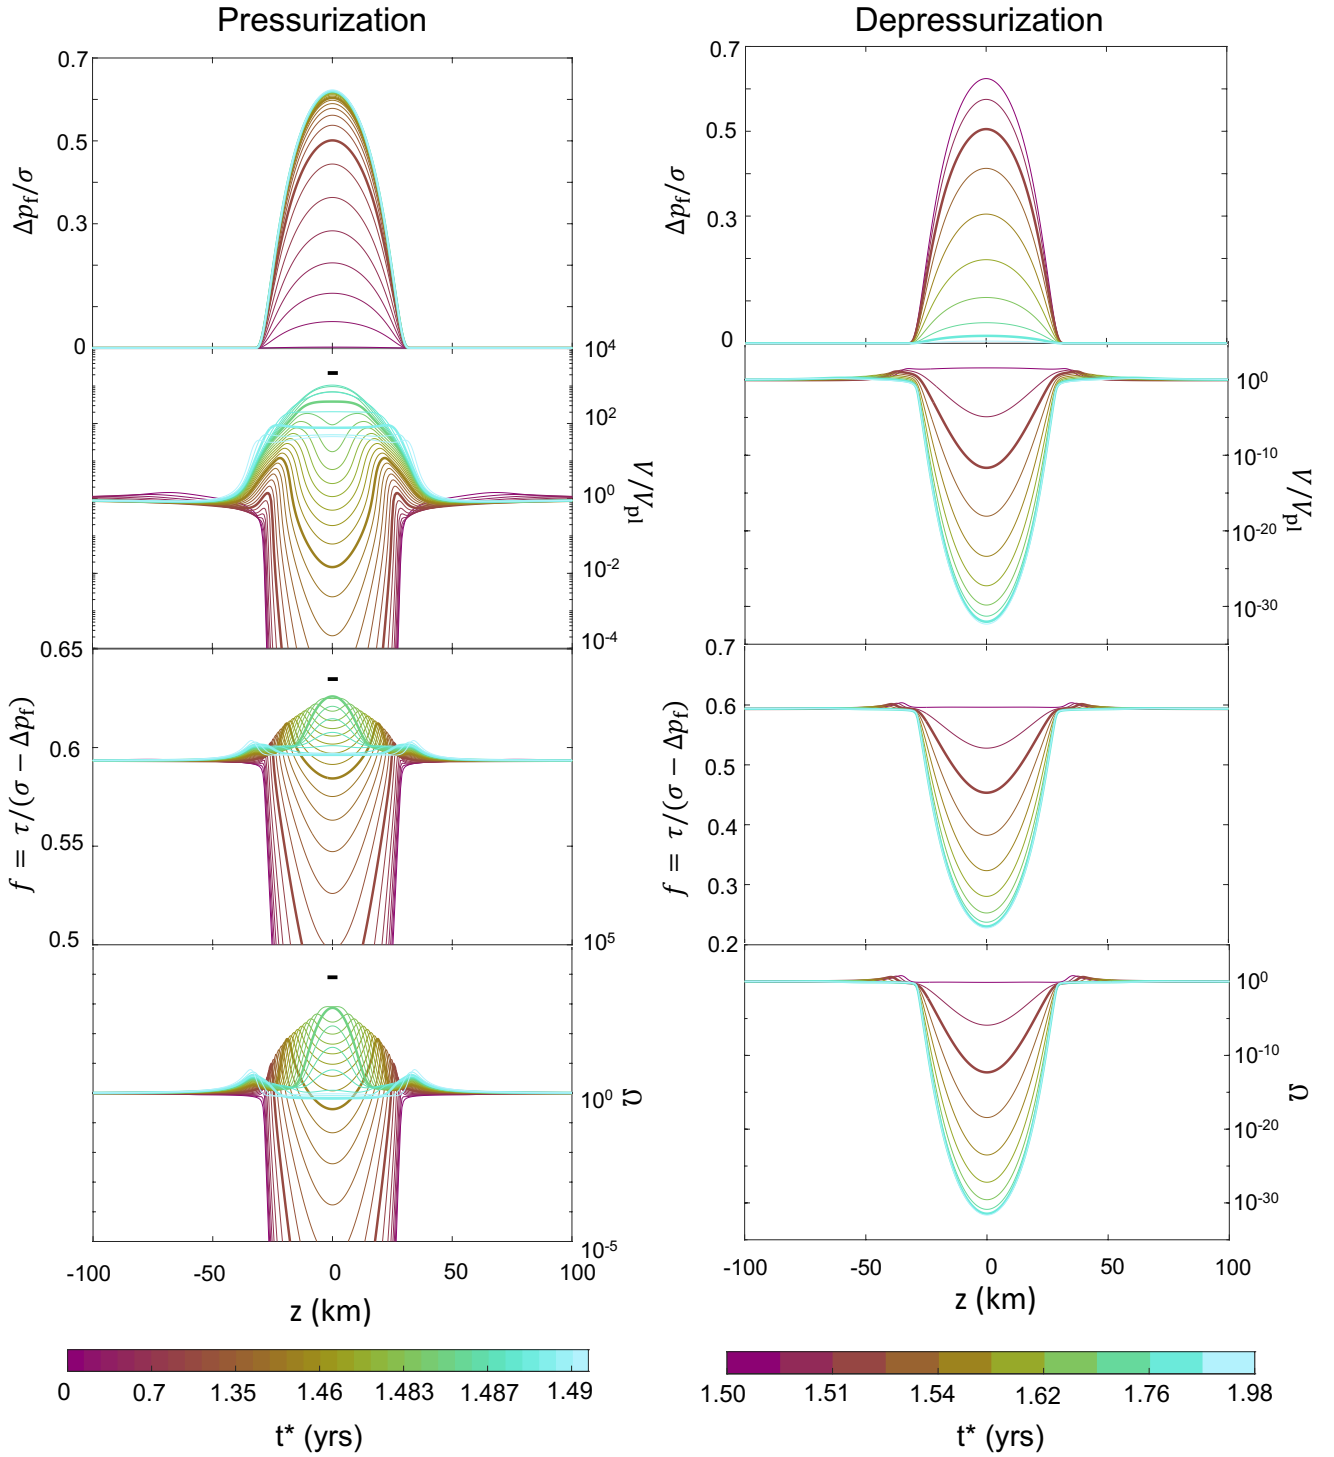 Pressurization
Depressurization
0.7
0.5
0.3
0
Δp_f/σ
0.7
0.5
0.3
0
Δp_f/σ
10^4
10^2
10^0
10^-2
10^-4
V/V_pl
10^0
10^-10
10^-20
10^-30
V/V_pl
0.65
0.6
0.55
0.5
f = τ/(σ − Δp_f)
0.7
0.6
0.5
0.4
0.3
0.2
f = τ/(σ − Δp_f)
10^5
10^0
10^-5
Ω
10^0
10^-10
10^-20
10^-30
Ω
-100 -50 0 50 100
z (km)
-100 -50 0 50 100
z (km)
0 0.7 1.35 1.46 1.483 1.487 1.49
t* (yrs)
1.50 1.51 1.54 1.62 1.76 1.98
t* (yrs)